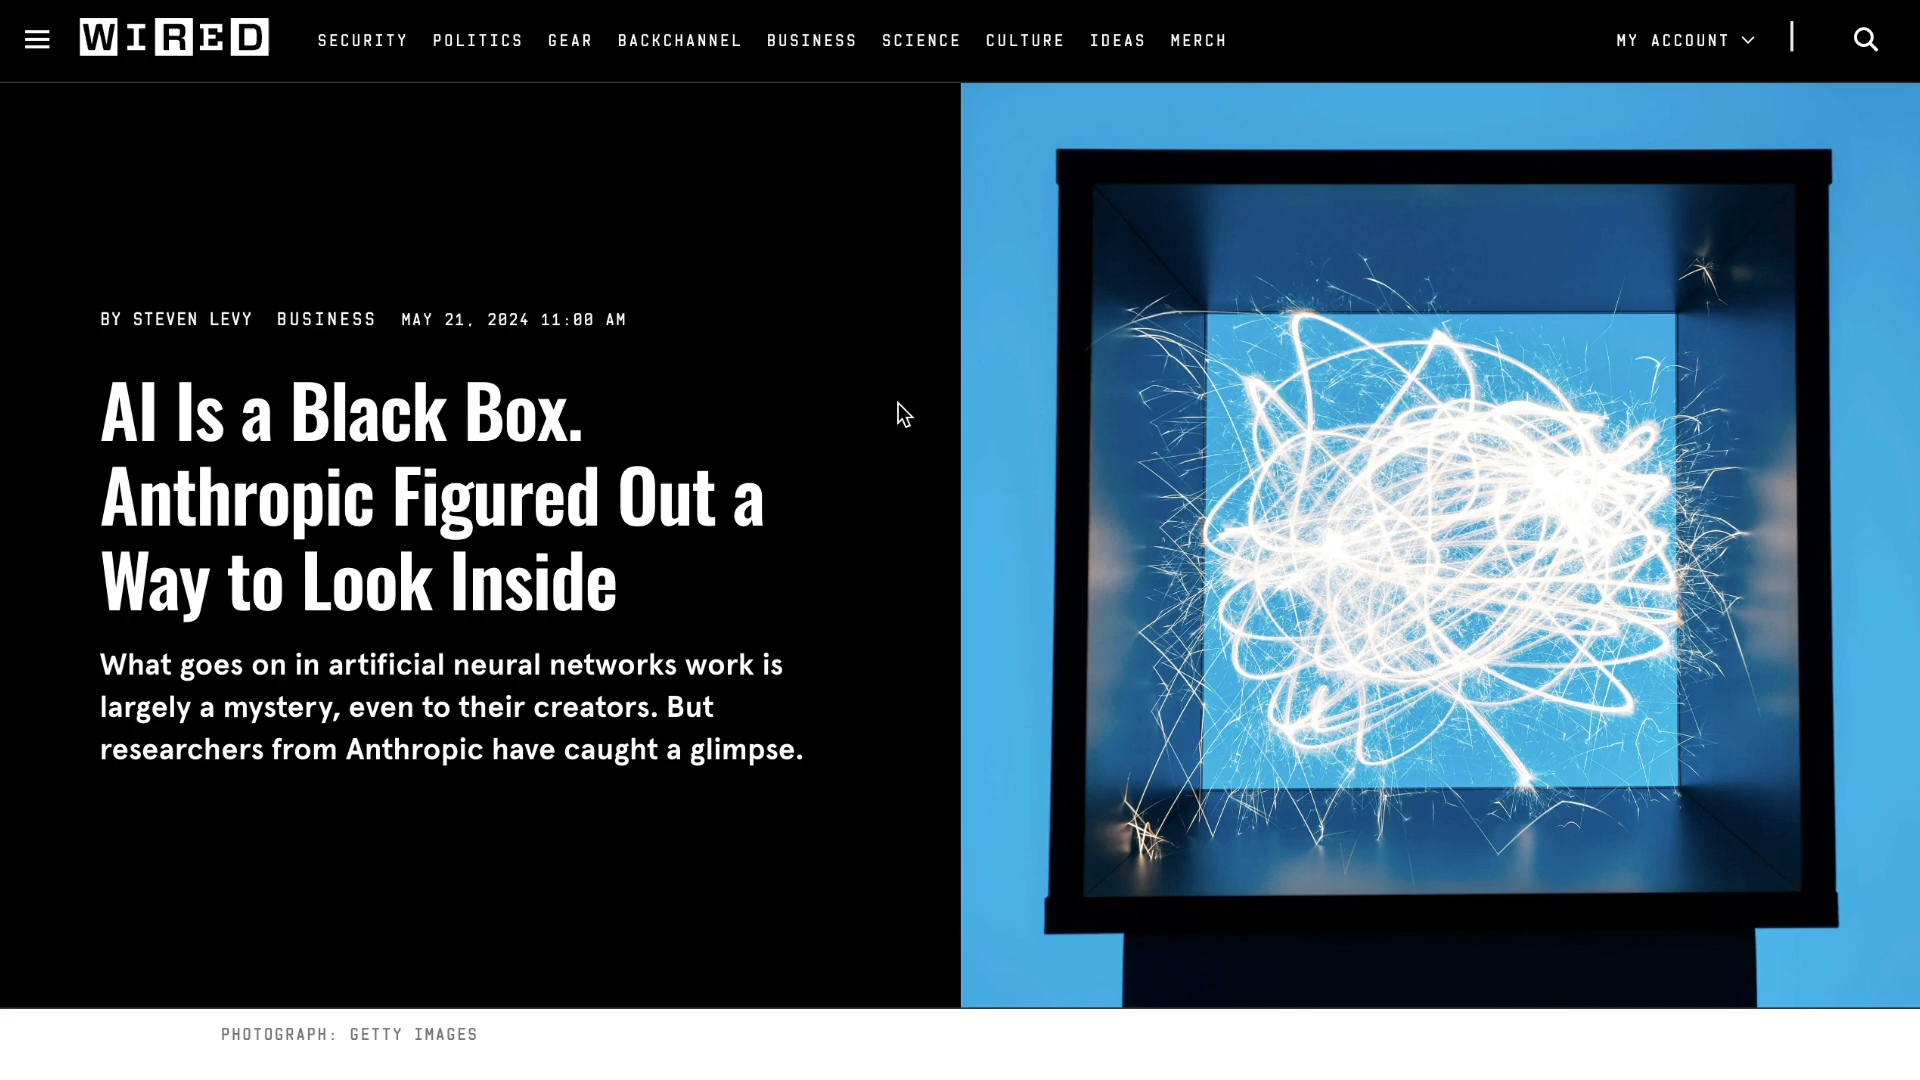 WIRED
SECURITY POLITICS GEAR BACKCHANNEL BUSINESS SCIENCE CULTURE IDEAS MERCH
MY ACCOUNT
BY STEVEN LEVY BUSINESS MAY 21, 2024 11:00 AM
AI Is a Black Box.
Anthropic Figured Out a
Way to Look Inside
What goes on in artificial neural networks work is
largely a mystery, even to their creators. But
researchers from Anthropic have caught a glimpse.
PHOTOGRAPH: GETTY IMAGES